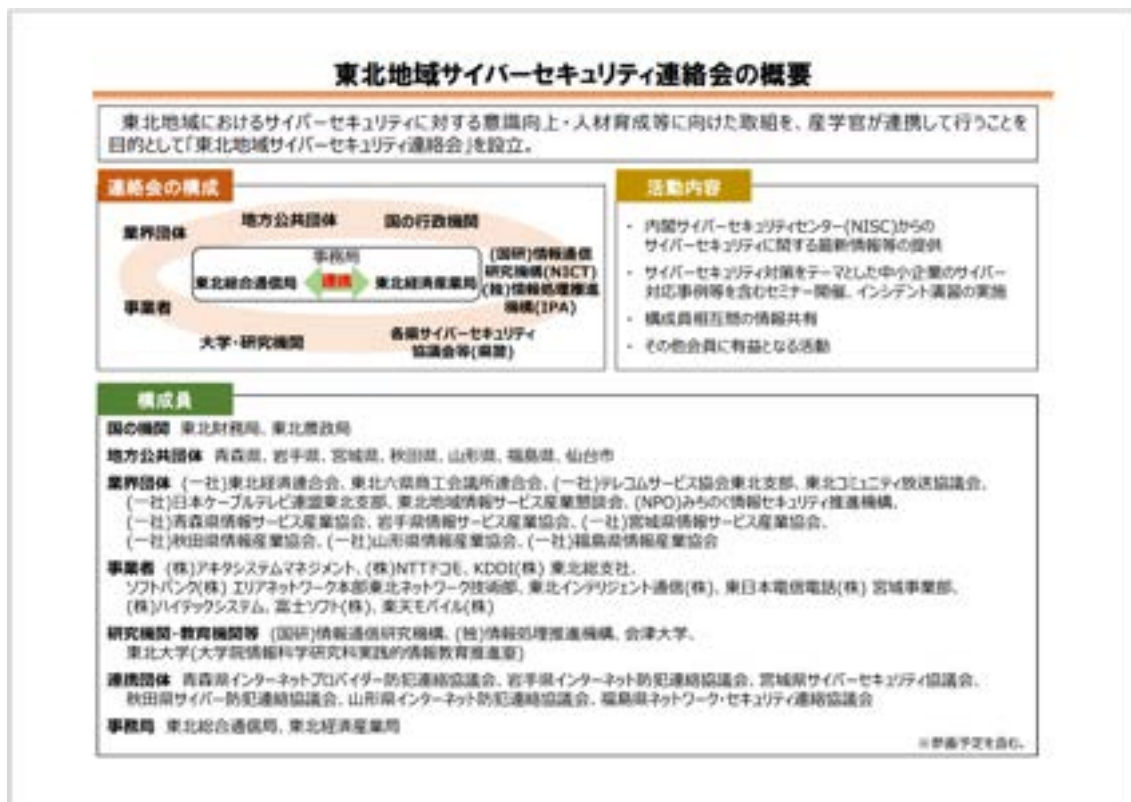 東北地域サイバーセキュリティ連絡会の概要
東北地域におけるサイバーセキュリティに対する意識向上・人材育成等に向けた取組を、産学官が連携して行うことを
目的として「東北地域サイバーセキュリティ連絡会」を設立。
連絡会の構成
業界団体
地方公共団体
国の行政機関
事務局
東北総合通信局
連携
東北経済産業局
(国研)情報通信
研究機構(NICT)
(独)情報処理推進
機構(IPA)
事業者
大学・研究機関
各県サイバーセキュリティ
協議会等(県警)
活動内容
・ 内閣サイバーセキュリティセンター(NISC)からの
サイバーセキュリティに関する最新情報等の提供
・ サイバーセキュリティ対策をテーマとした中小企業のサイバー
対応事例等を含むセミナー開催、インシデント演習の実施
・ 構成員相互間の情報共有
・ その他会員に有益となる活動
構成員
国の機関 東北財務局、東北農政局
地方公共団体 青森県、岩手県、宮城県、秋田県、山形県、福島県、仙台市
業界団体 (一社)東北経済連合会、東北六県商工会議所連合会、(一社)テレコムサービス協会東北支部、東北コミュニティ放送協議会、
(一社)日本ケーブルテレビ連盟東北支部、東北地域情報サービス産業懇談会、(NPO)みちのく情報セキュリティ推進機構、
(一社)青森県情報サービス産業協会、岩手県情報サービス産業協会、(一社)宮城県情報サービス産業協会、
(一社)秋田県情報産業協会、(一社)山形県情報産業協会、(一社)福島県情報産業協会
事業者 (株)アキタシステムマネジメント、(株)NTTドコモ、KDDI(株) 東北総支社、
ソフトバンク(株) エリアネットワーク本部東北ネットワーク技術部、東北インテリジェント通信(株)、東日本電信電話(株) 宮城事業部、
(株)ハイテックシステム、富士ソフト(株)、楽天モバイル(株)
研究機関・教育機関等 (国研)情報通信研究機構、(独)情報処理推進機構、会津大学、
東北大学(大学院情報科学研究科実践的情報教育推進室)
連携団体 青森県インターネットプロバイダー防犯連絡協議会、岩手県インターネット防犯連絡協議会、宮城県サイバーセキュリティ協議会、
秋田県サイバー防犯連絡協議会、山形県インターネット防犯連絡協議会、福島県ネットワーク・セキュリティ連絡協議会
事務局 東北総合通信局、東北経済産業局
※参画予定を含む。